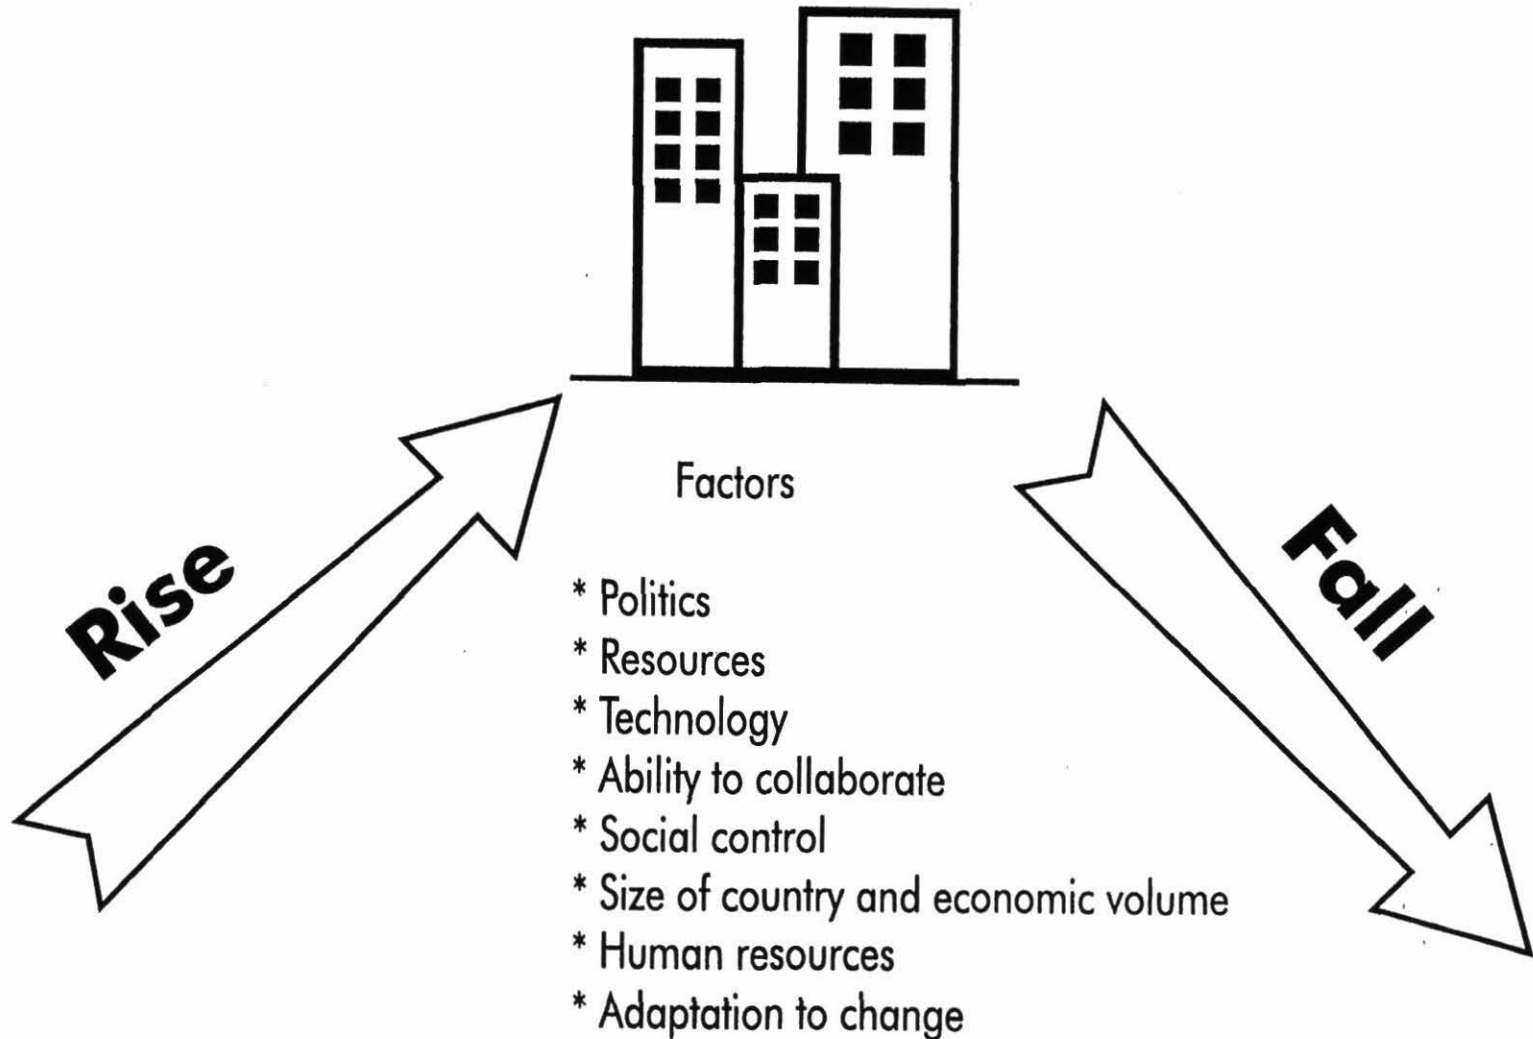 Rise
Fall
Factors
* Politics
* Resources
* Technology
* Ability to collaborate
* Social control
* Size of country and economic volume
* Human resources
* Adaptation to change